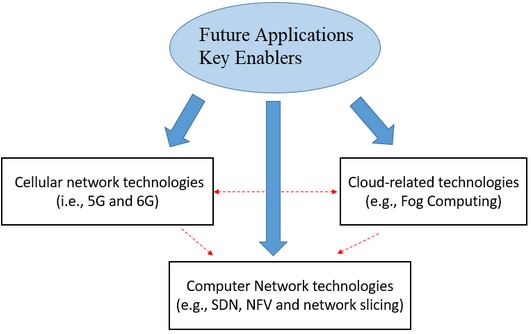 Future Applications
Key Enablers
Cellular network technologies
(i.e., 5G and 6G)
Cloud-related technologies
(e.g., Fog Computing)
Computer Network technologies
(e.g., SDN, NFV and network slicing)